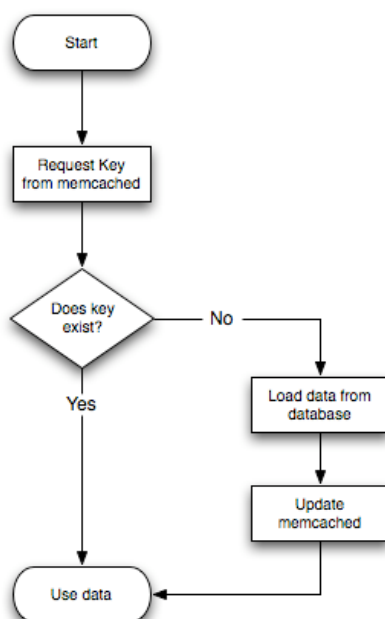 Start
Request Key
from memcached
Does key
exist?
No
Yes
Load data from
database
Update
memcached
Use data